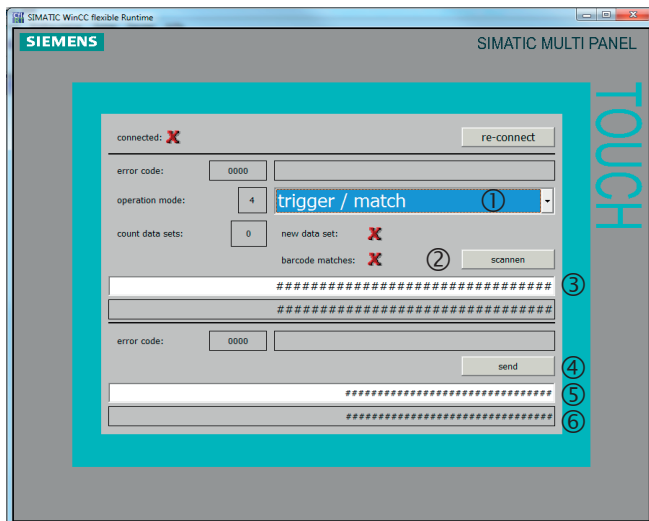 SIMATIC WinCC flexible Runtime
SIEMENS
SIMATIC MULTI PANEL
TOUCH
connected: X
re-connect
error code: 0000
operation mode: 4 trigger / match ①
count data sets: 0 new data set: X
barcode matches: X ② scannen
################################ ③
################################
error code: 0000
send ④
################################ ⑤
################################ ⑥